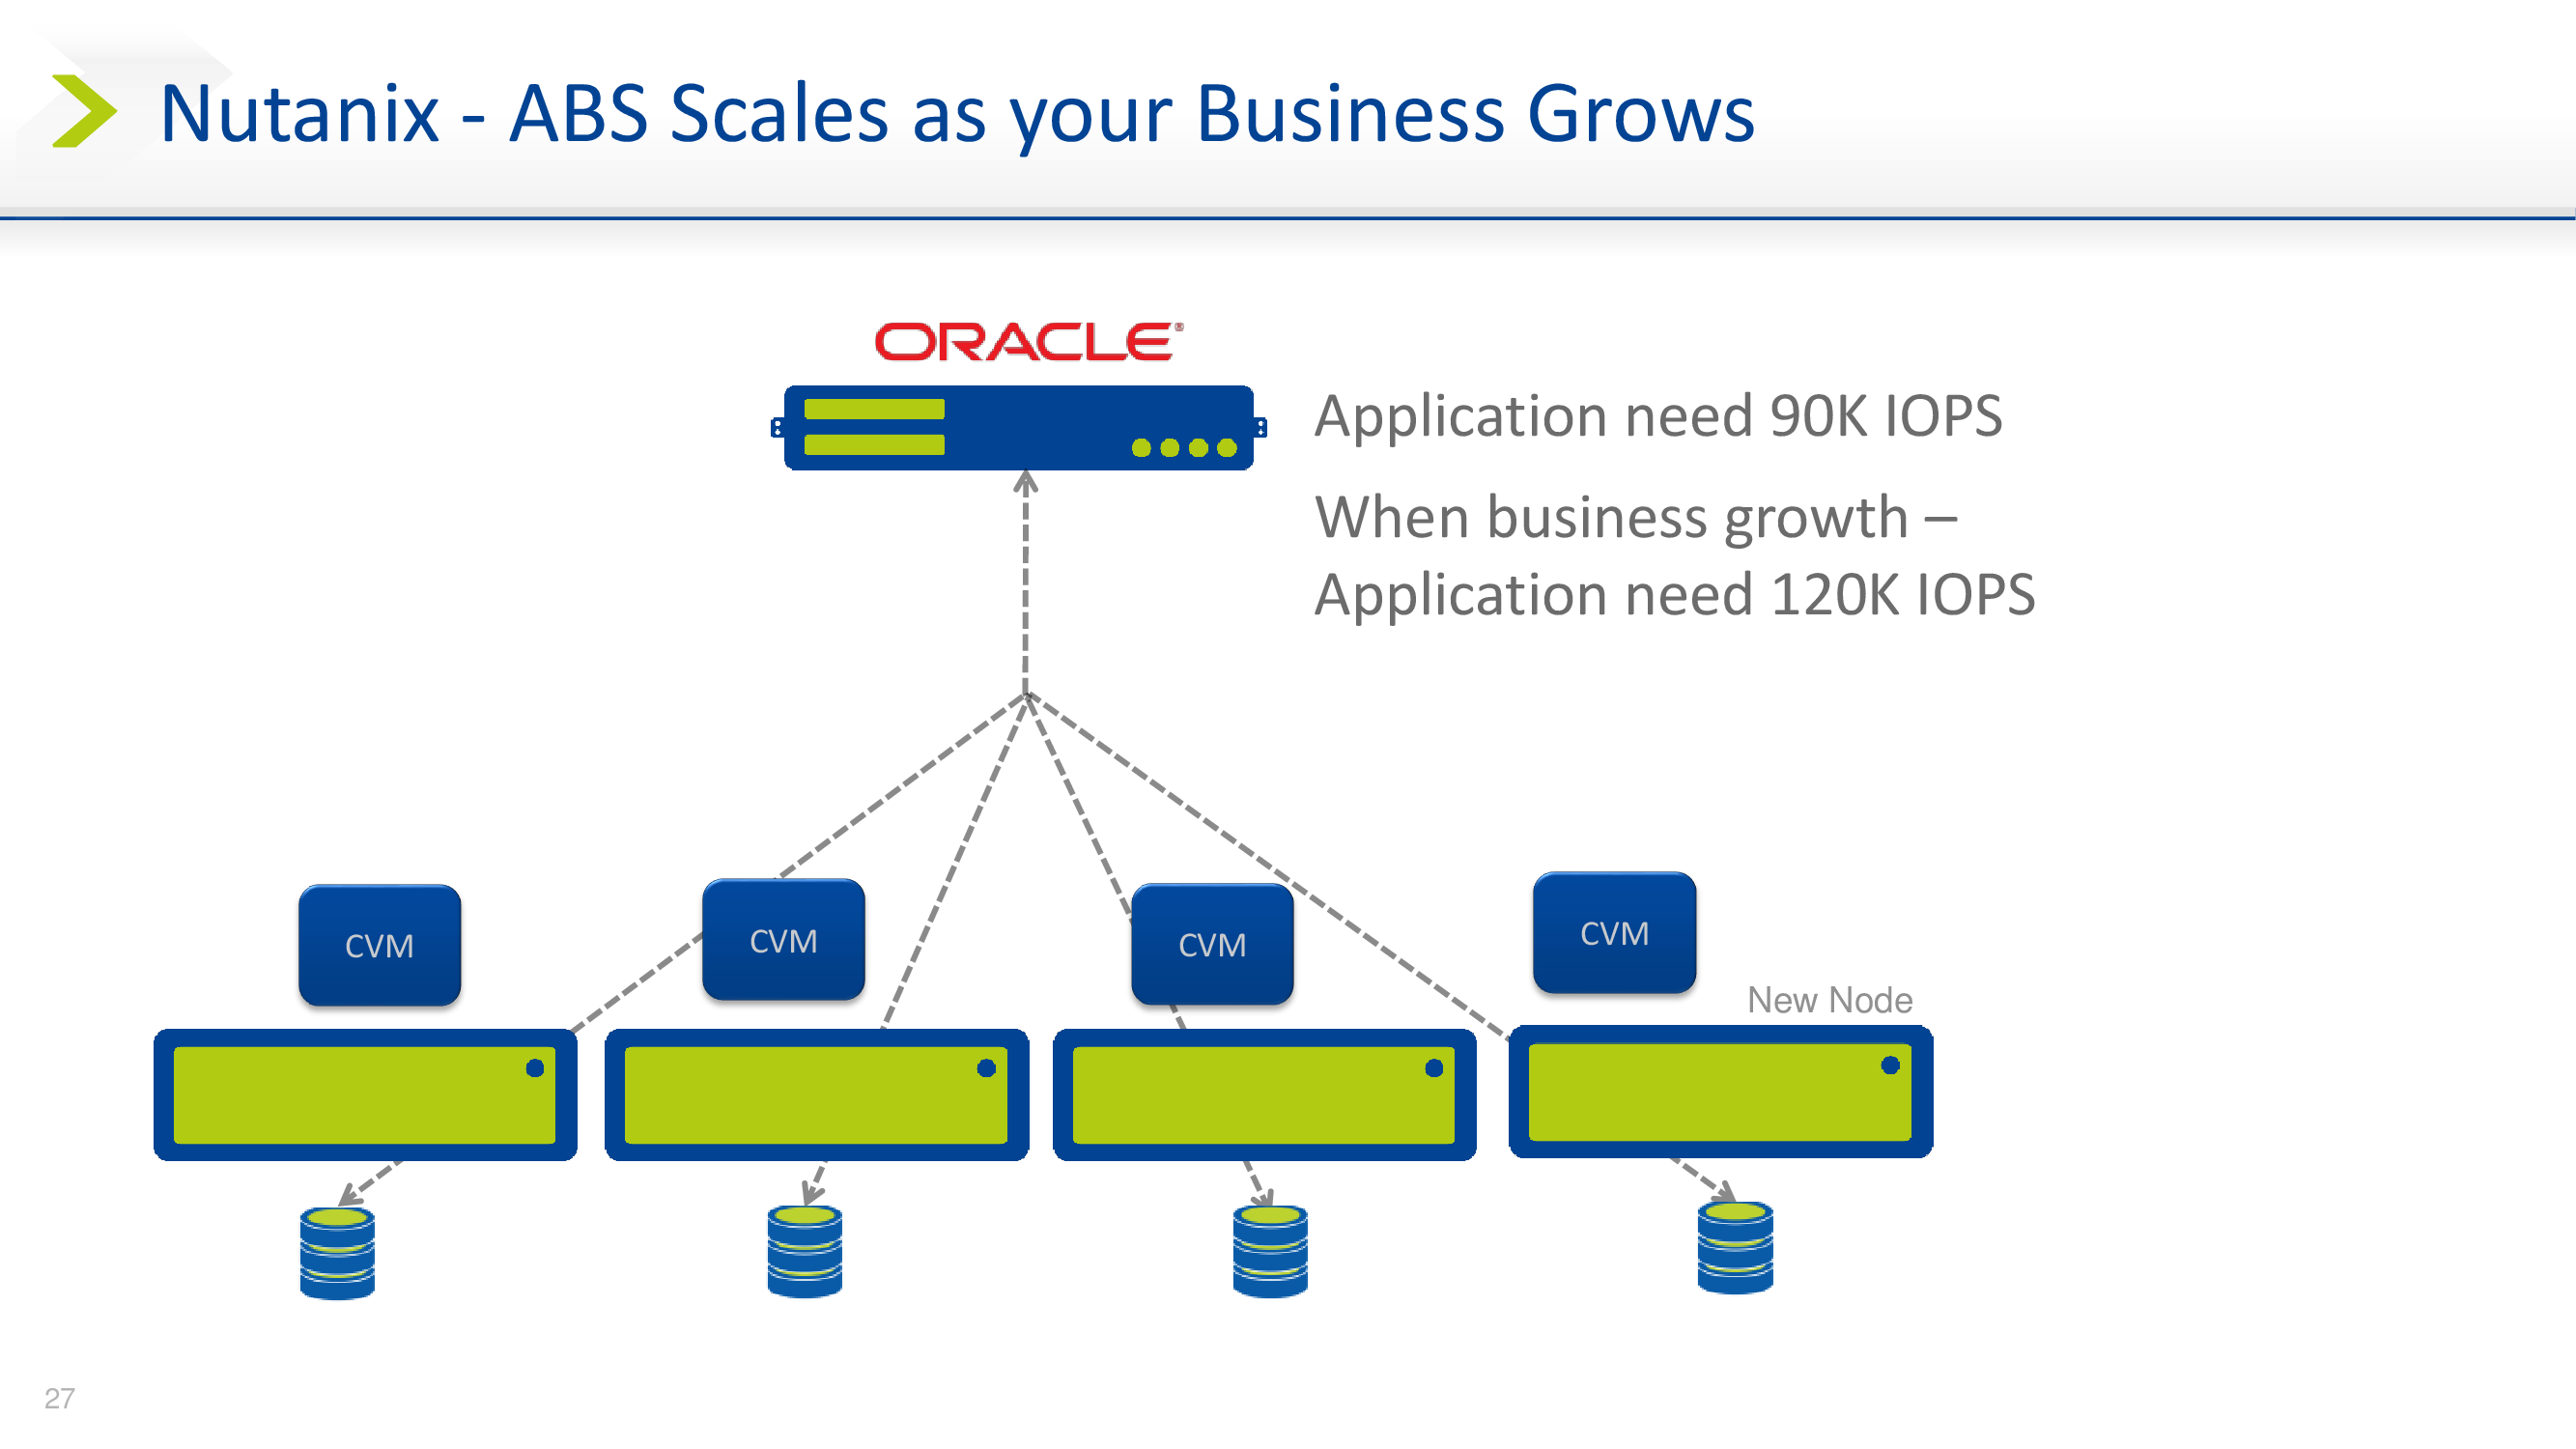 Nutanix - ABS Scales as your Business Grows
ORACLE®
Application need 90K IOPS
When business growth –
Application need 120K IOPS
CVM
CVM
CVM
CVM
New Node
27